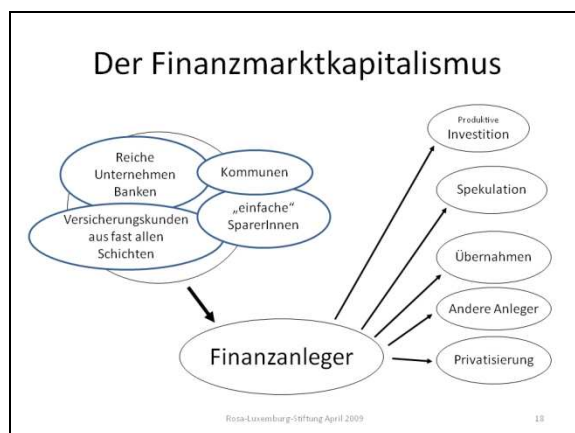 Der Finanzmarktkapitalismus
Reiche
Unternehmen
Banken
Kommunen
Versicherungskunden
aus fast allen
Schichten
„einfache“
SparerInnen
Finanzanleger
Produktive
Investition
Spekulation
Übernahmen
Andere Anleger
Privatisierung
Rosa-Luxemburg-Stiftung April 2009
18